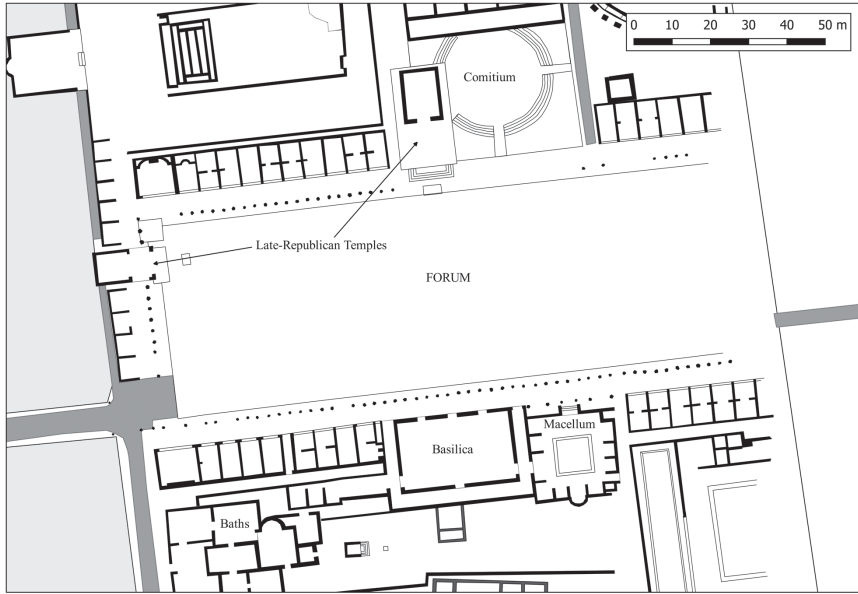 0 10 20 30 40 50 m
Comitium
Late-Republican Temples
FORUM
Macellum
Basilica
Baths